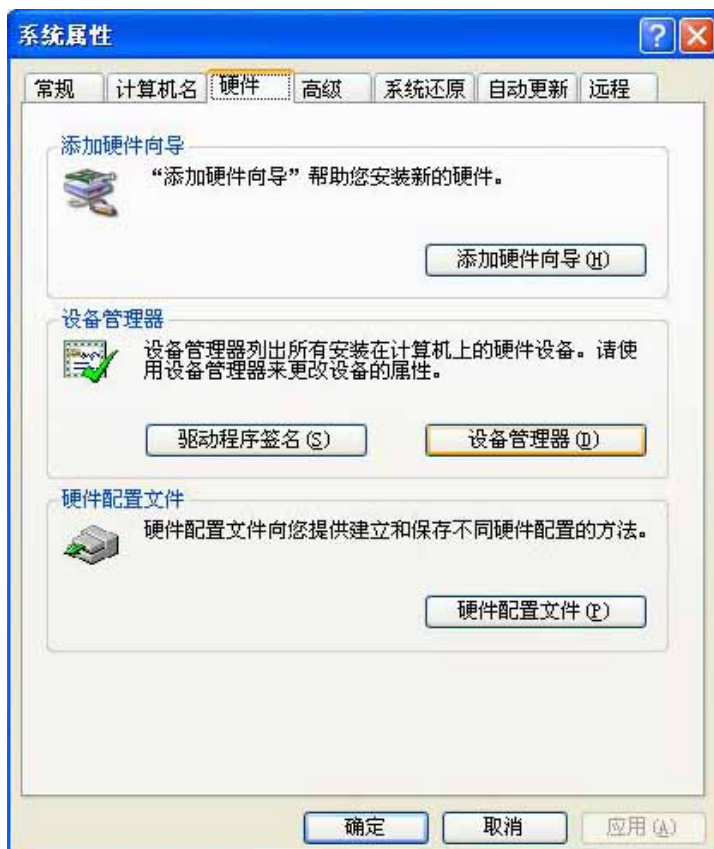 系统属性
常规 计算机名 硬件 高级 系统还原 自动更新 远程
添加硬件向导
“添加硬件向导”帮助您安装新的硬件。
添加硬件向导(H)
设备管理器
设备管理器列出所有安装在计算机上的硬件设备。请使
用设备管理器来更改设备的属性。
驱动程序签名(S) 设备管理器(D)
硬件配置文件
硬件配置文件向您提供建立和保存不同硬件配置的方法。
硬件配置文件(P)
确定 取消 应用(A)